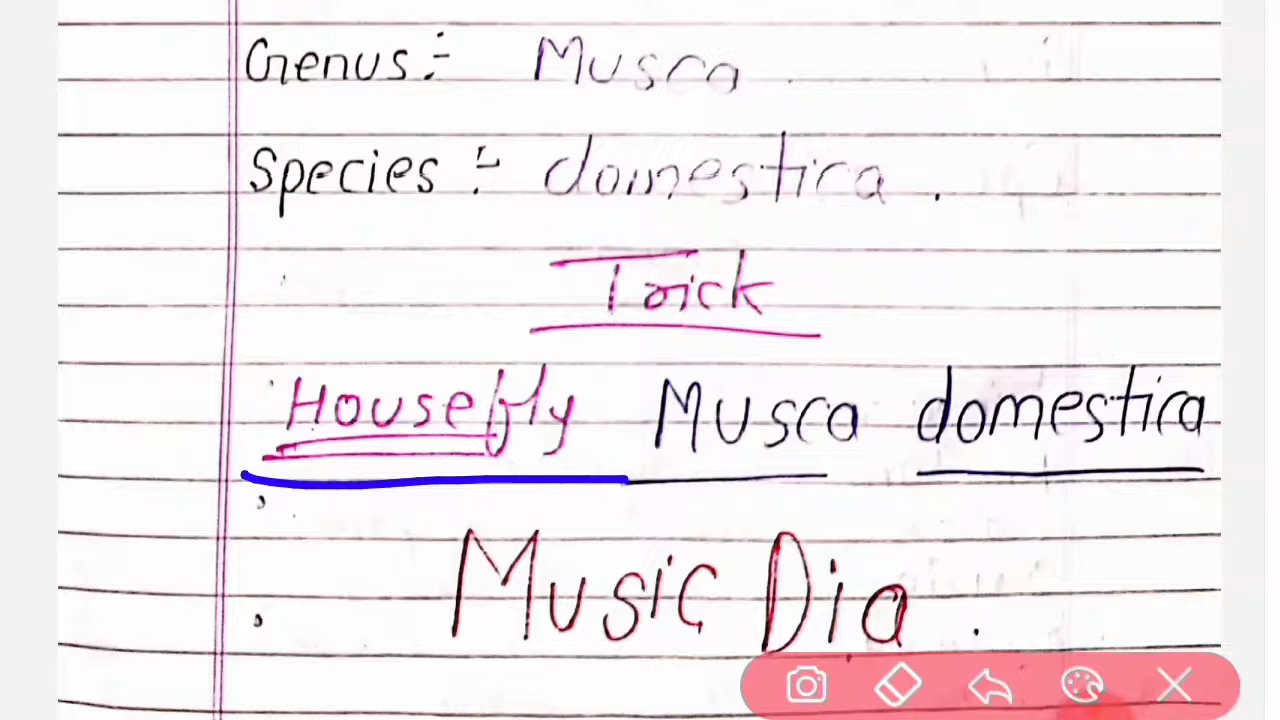 Genus :- Musca .
Species :- domestica .
Trick
Housefly Musca domestica
Music Dia .